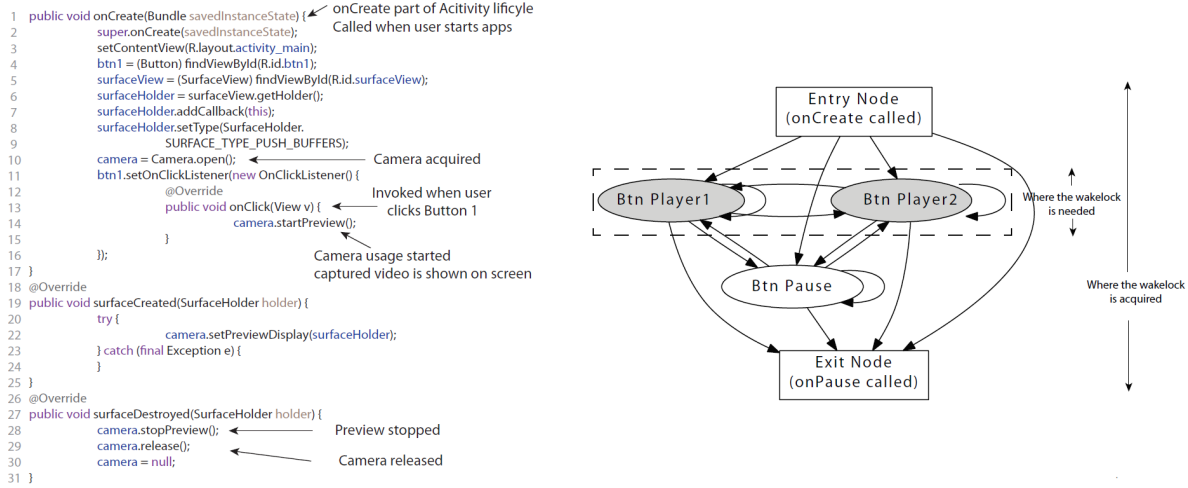 1 public void onCreate(Bundle savedInstanceState) {
onCreate part of Acitivity lificyle
Called when user starts apps
2 super.onCreate(savedInstanceState);
3 setContentView(R.layout.activity_main);
4 btn1 = (Button) findViewById(R.id.btn1);
5 surfaceView = (SurfaceView) findViewById(R.id.surfaceView);
6 surfaceHolder = surfaceView.getHolder();
7 surfaceHolder.addCallback(this);
8 surfaceHolder.setType(SurfaceHolder.
9 SURFACE_TYPE_PUSH_BUFFERS);
10 camera = Camera.open();
Camera acquired
11 btn1.setOnClickListener(new OnClickListener() {
12 @Override
13 public void onClick(View v) {
Invoked when user
clicks Button 1
14 camera.startPreview();
15 }
Camera usage started
captured video is shown on screen
16 });
17 }
18 @Override
19 public void surfaceCreated(SurfaceHolder holder) {
20 try {
22 camera.setPreviewDisplay(surfaceHolder);
23 } catch (final Exception e) {
24 }
25 }
26 @Override
27 public void surfaceDestroyed(SurfaceHolder holder) {
28 camera.stopPreview();
Preview stopped
29 camera.release();
Camera released
30 camera = null;
31 }
Entry Node
(onCreate called)
Btn Player1
Btn Player2
Where the wakelock
is needed
Btn Pause
Where the wakelock
is acquired
Exit Node
(onPause called)